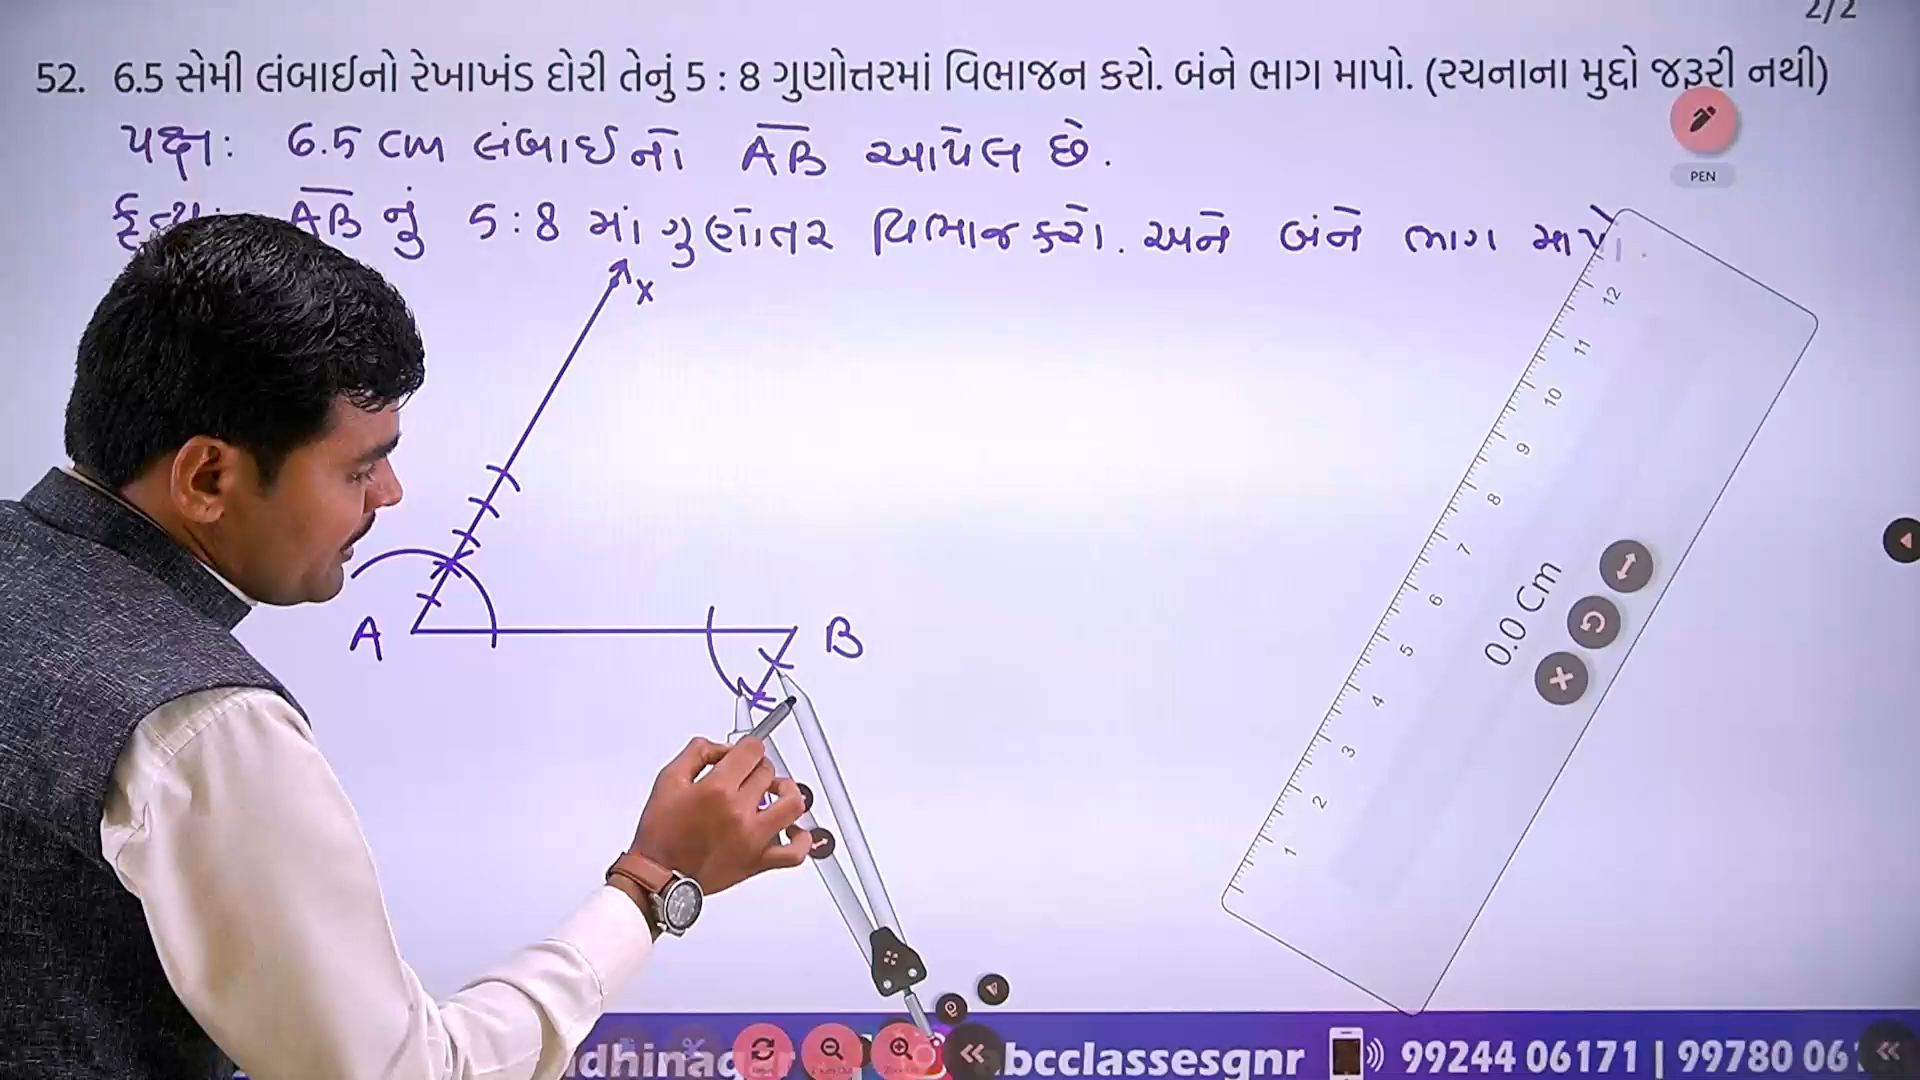 2/2
52. 6.5 સેમી લંબાઈનો રેખાખંડ દોરી તેનું 5 : 8 ગુણોત્તરમાં વિભાજન કરો. બંને ભાગ માપો. (રચનાના મુદ્દો જરૂરી નથી)
પક્ષ: 6.5 cm લંબાઈ નો AB આપેલ છે.
AB નું 5:8 માં ગુણોતર વિભાજ કરો. અને બંને ભાગ
PEN
X
A
B
1 2 3 4 5 6 7 8 9 10 11 12
0.0 Cm
bcclassesgnr 99244 06171 | 99780 06